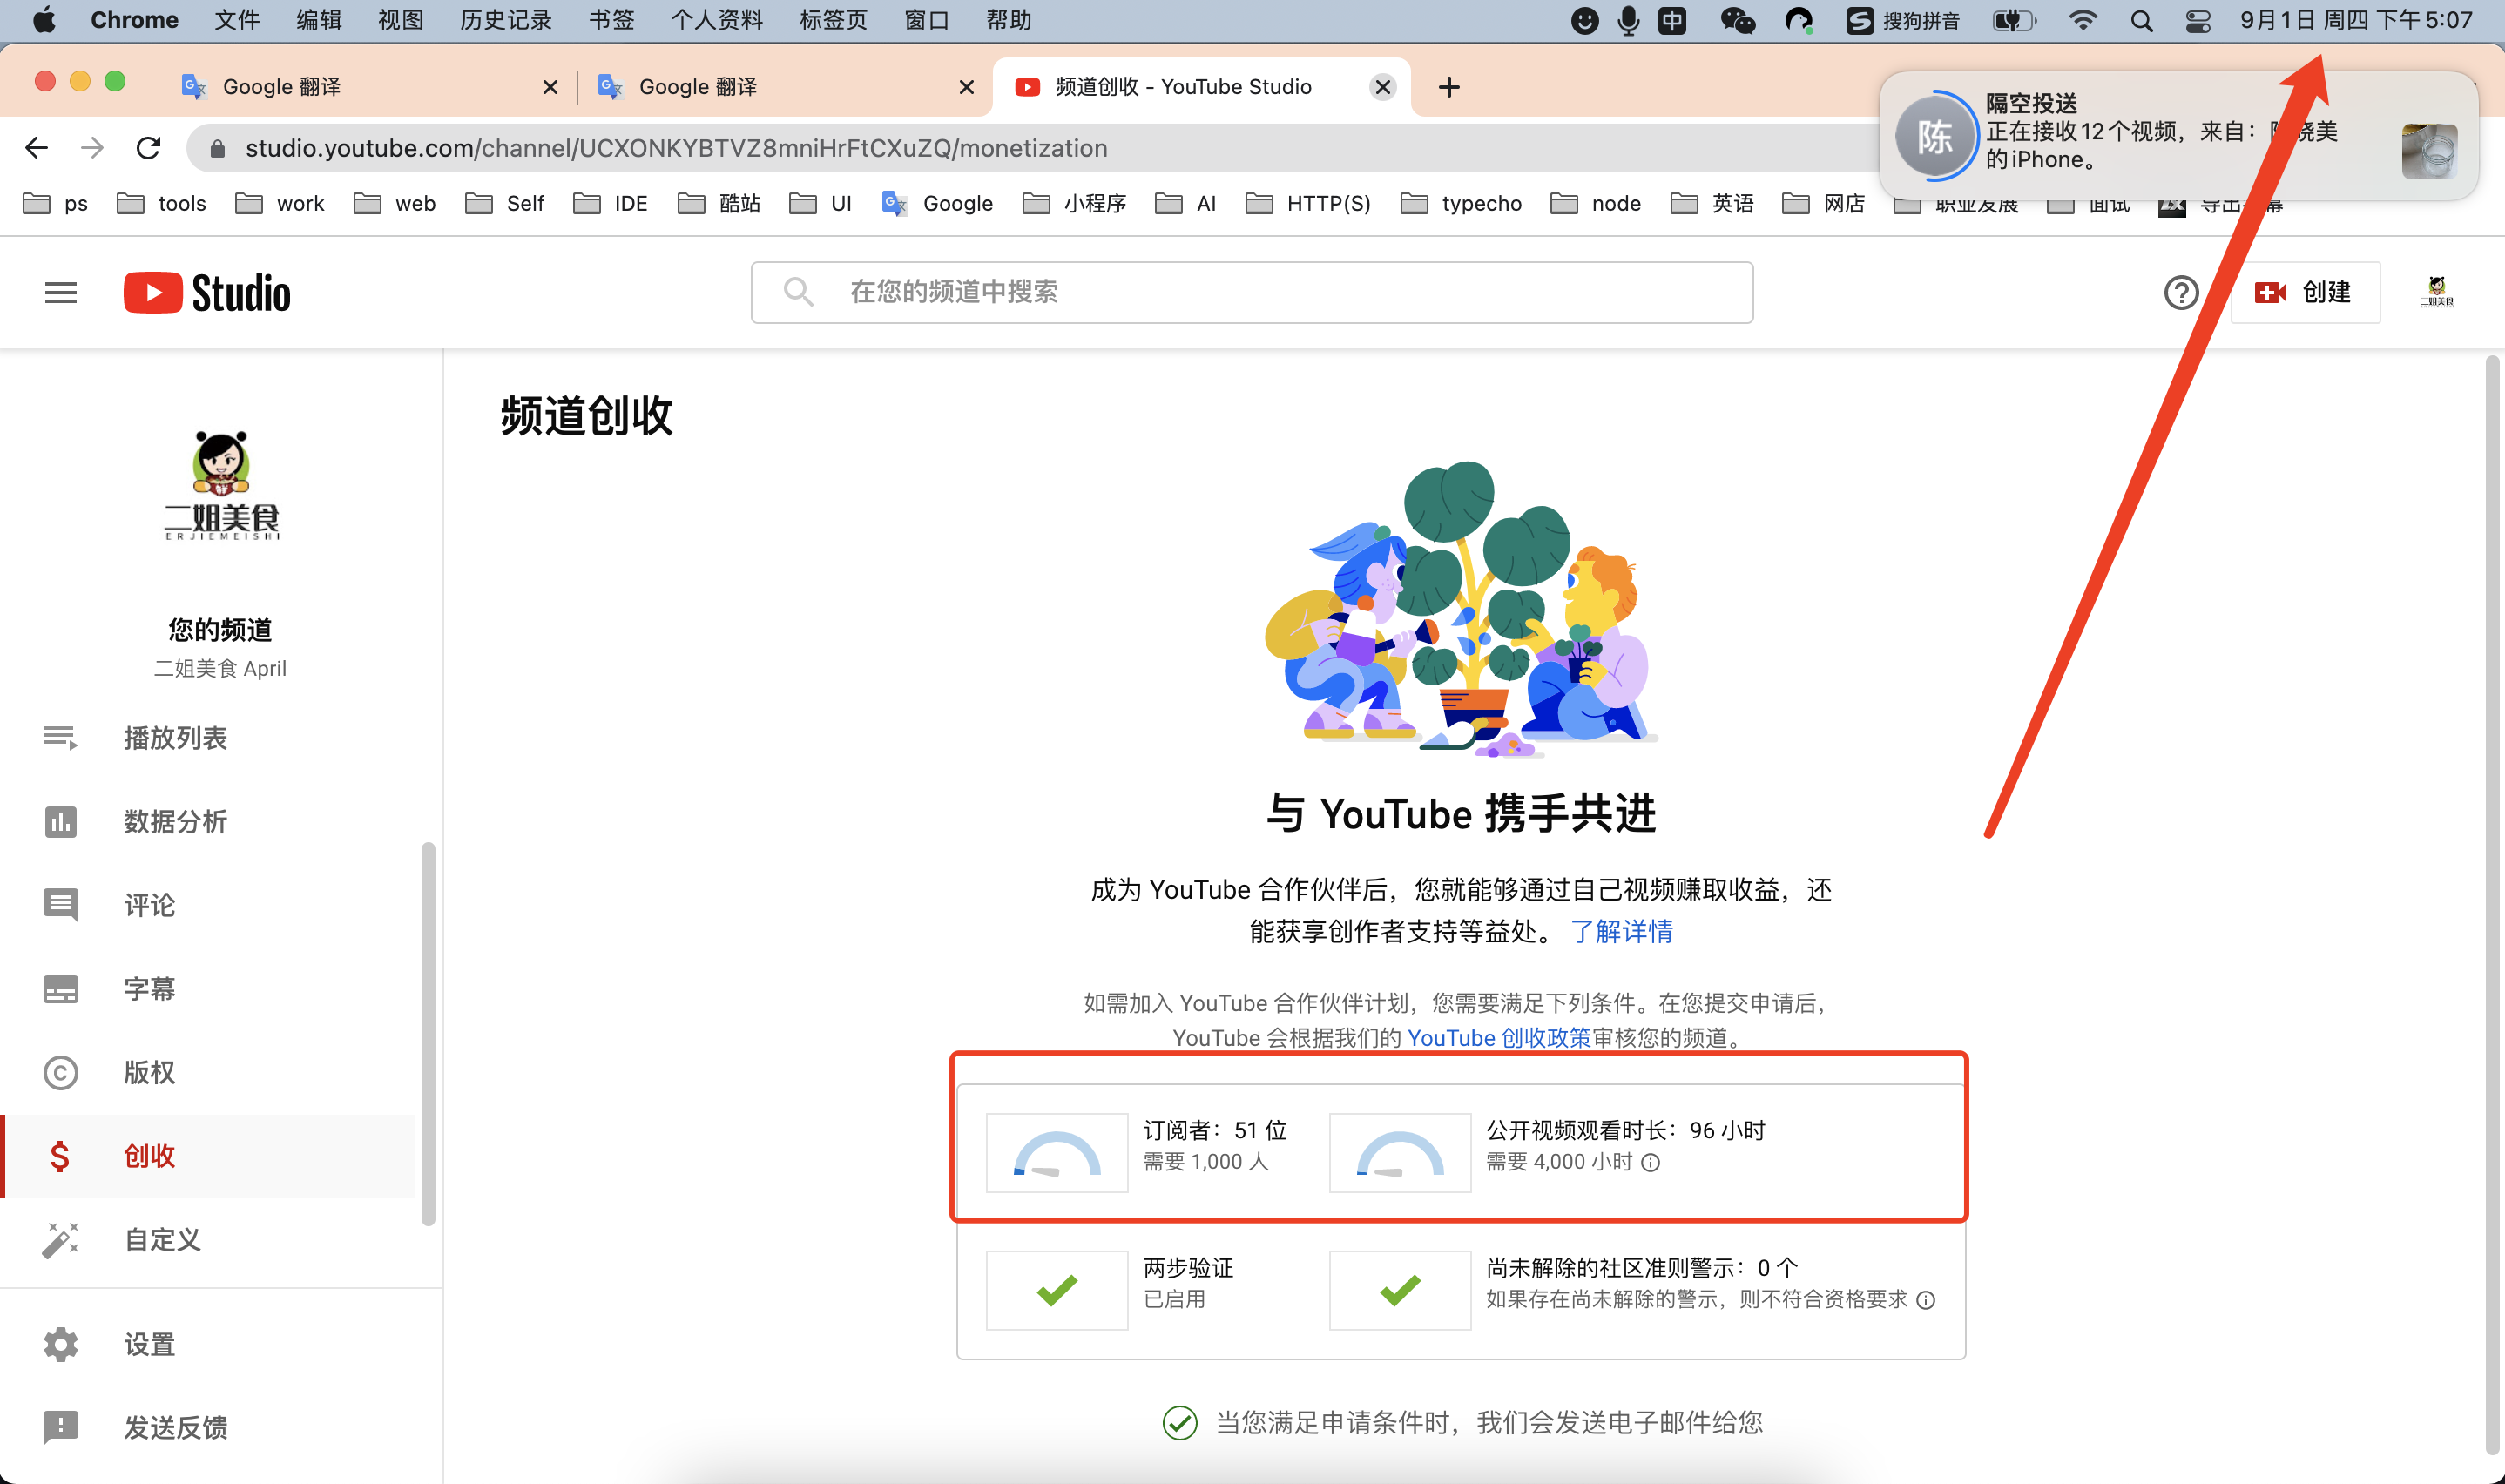 Chrome 文件 编辑 视图 历史记录 书签 个人资料 标签页 窗口 帮助 中 搜狗拼音 9月1日 周四 下午5:07
Google 翻译 Google 翻译 频道创收 - YouTube Studio
隔空投送
陈
正在接收12个视频，来自：陈晓美
的iPhone。
studio.youtube.com/channel/UCXONKYBTVZ8mniHrFtCXuZQ/monetization
ps tools work web Self IDE 酷站 UI Google 小程序 AI HTTP(S) typecho node 英语 网店 职业发展 面试 导出字幕
Studio
在您的频道中搜索
创建
二姐美食
频道创收
二姐美食
ERJIEMEISHI
您的频道
二姐美食 April
播放列表
数据分析
评论
字幕
版权
创收
自定义
设置
发送反馈
与 YouTube 携手共进
成为 YouTube 合作伙伴后，您就能够通过自己视频赚取收益，还
能获享创作者支持等益处。 了解详情
如需加入 YouTube 合作伙伴计划，您需要满足下列条件。在您提交申请后，
YouTube 会根据我们的 YouTube 创收政策审核您的频道。
订阅者：51 位
需要 1,000 人
公开视频观看时长：96 小时
需要 4,000 小时
两步验证
已启用
尚未解除的社区准则警示：0 个
如果存在尚未解除的警示，则不符合资格要求
当您满足申请条件时，我们会发送电子邮件给您